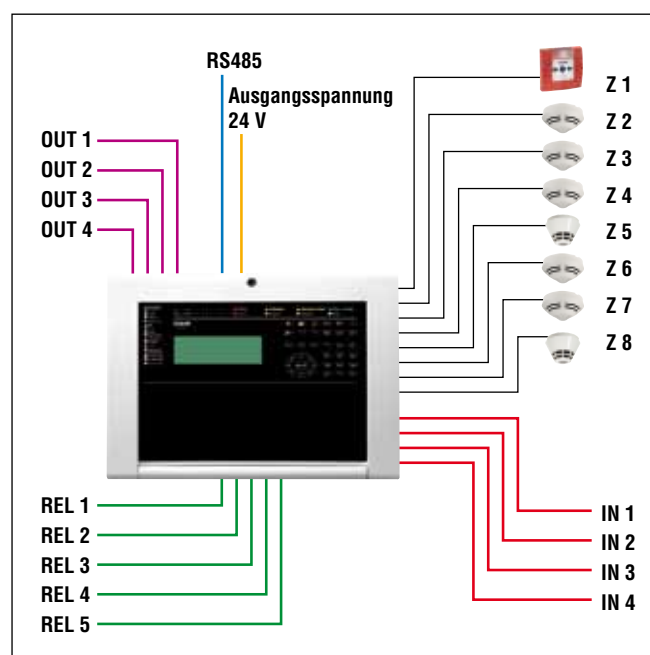 RS485
Ausgangsspannung
24 V
OUT 1
OUT 2
OUT 3
OUT 4
Z 1
Z 2
Z 3
Z 4
Z 5
Z 6
Z 7
Z 8
REL 1
REL 2
REL 3
REL 4
REL 5
IN 1
IN 2
IN 3
IN 4